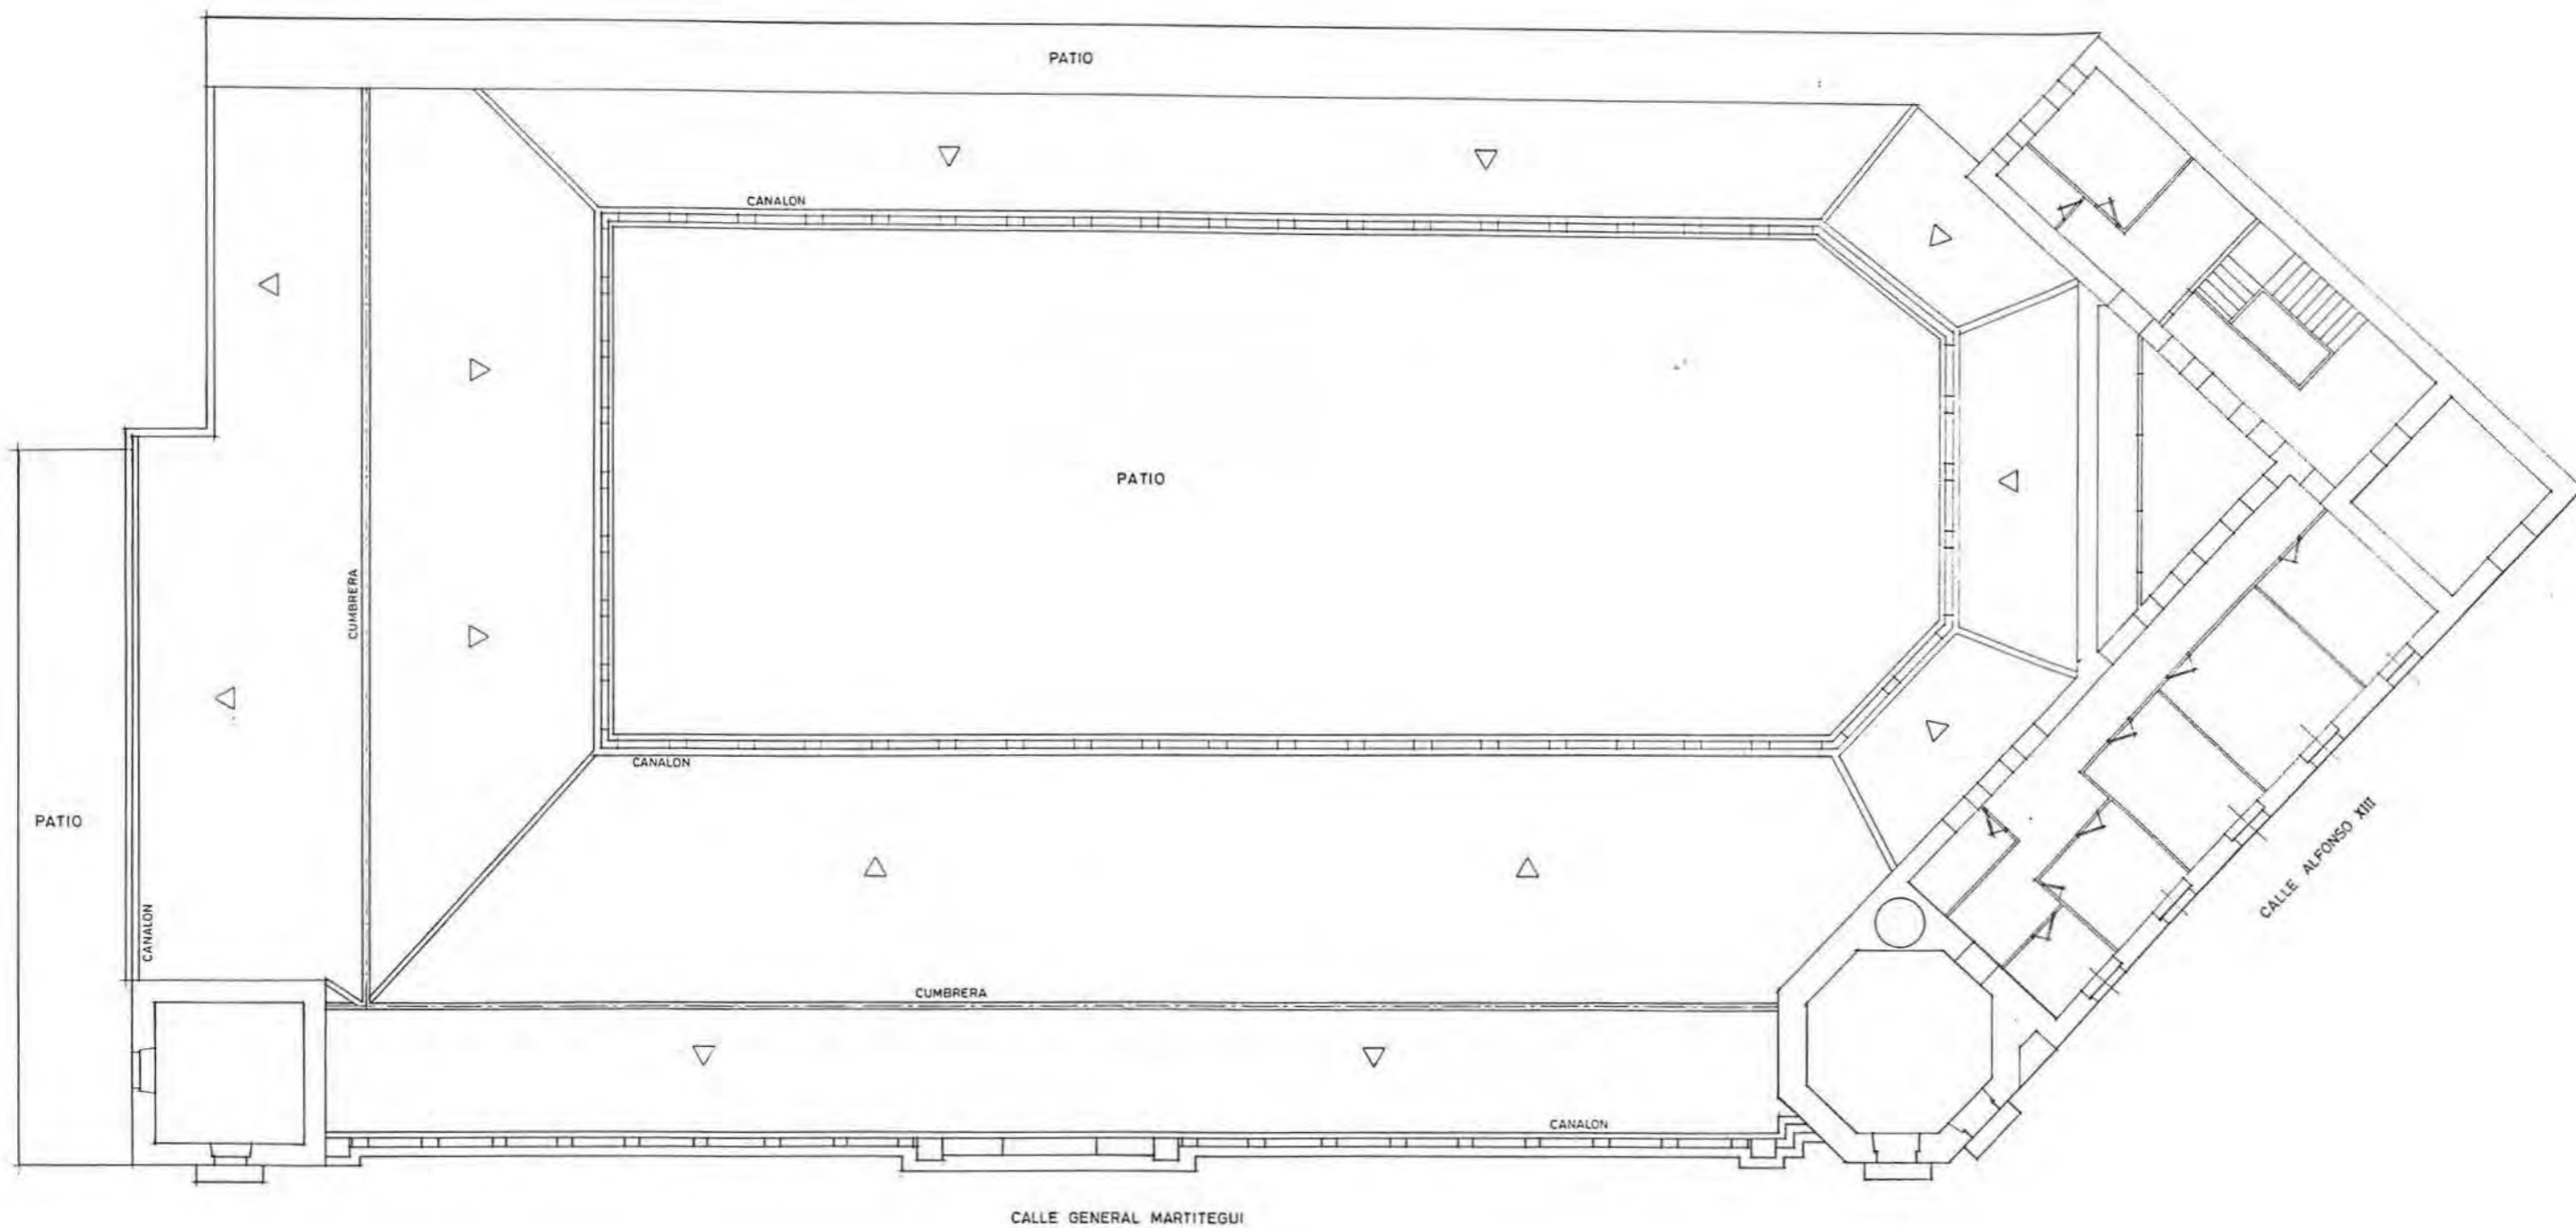 PATIO
CANALON
PATIO
CUMBRERA
CANALON
PATIO
CALLE ALFONSO XIII
CANALON
CUMBRERA
CANALON
CALLE GENERAL MARTITEGUI